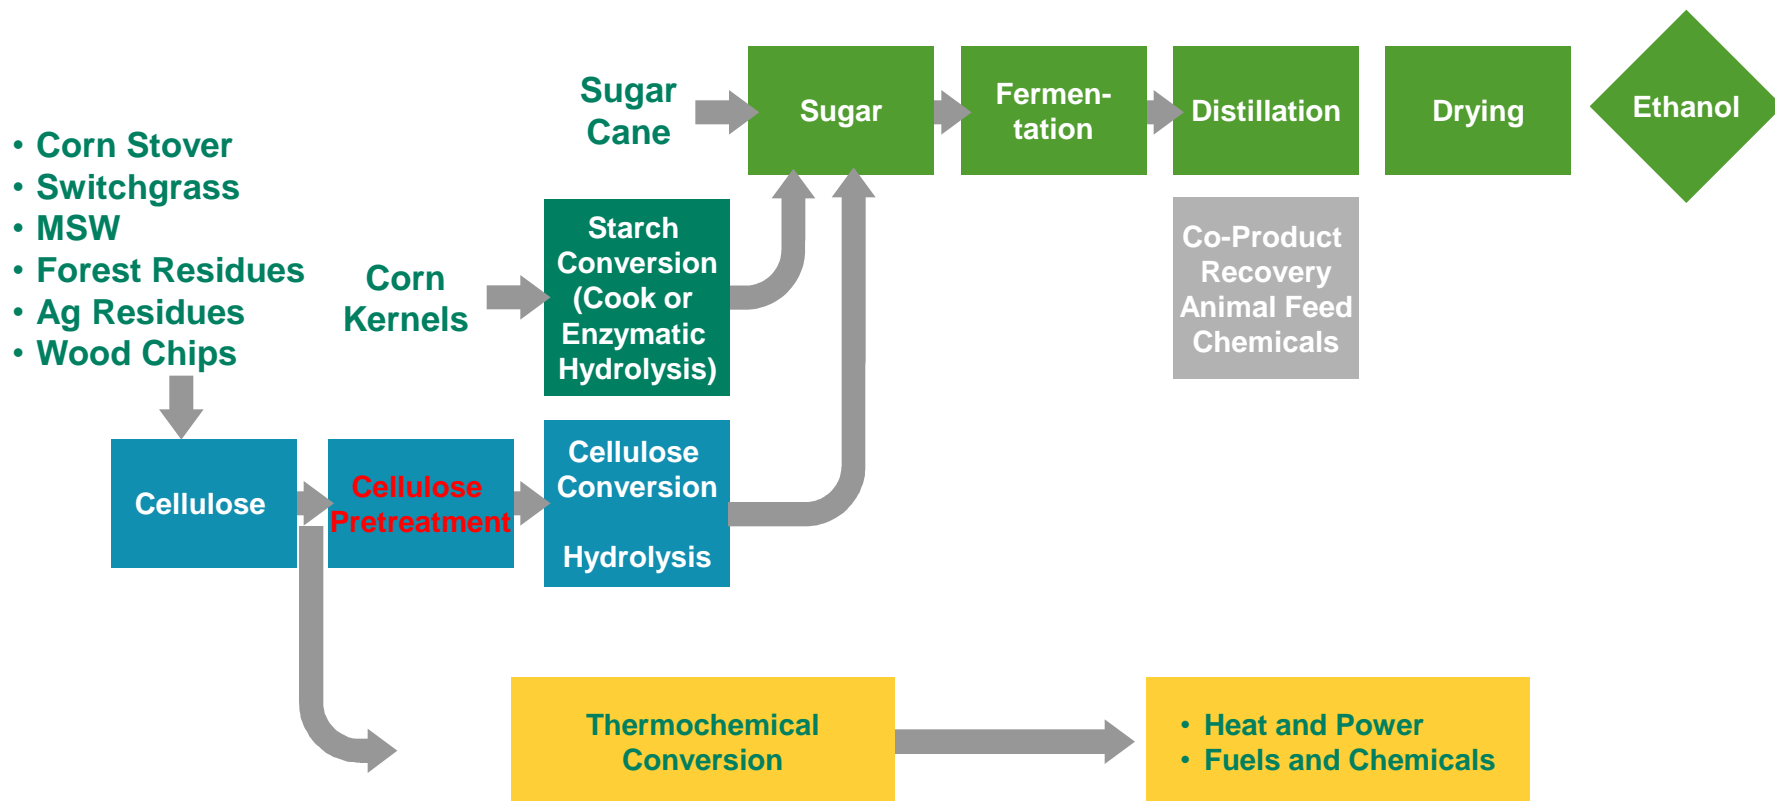 Sugar
Cane
Sugar
Fermen-
tation
Distillation
Drying
Ethanol
• Corn Stover
• Switchgrass
• MSW
• Forest Residues
• Ag Residues
• Wood Chips
Corn
Kernels
Starch
Conversion
(Cook or
Enzymatic
Hydrolysis)
Co-Product
Recovery
Animal Feed
Chemicals
Cellulose
Cellulose
Pretreatment
Cellulose
Conversion
Hydrolysis
Thermochemical
Conversion
• Heat and Power
• Fuels and Chemicals